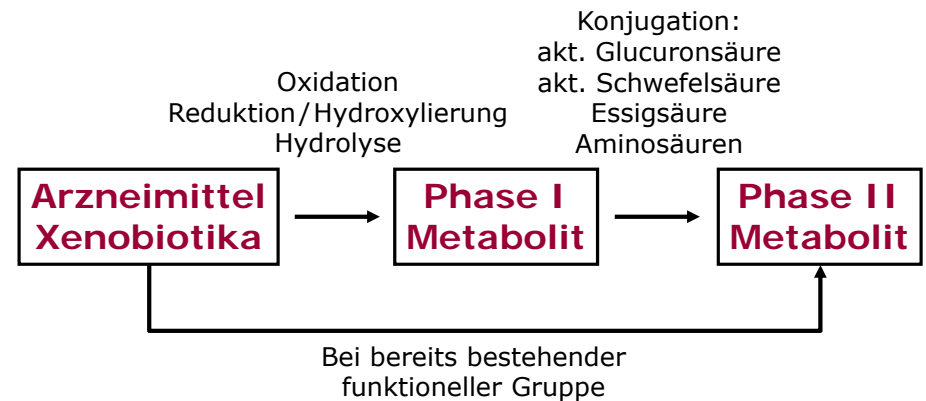 Konjugation:
akt. Glucuronsäure
akt. Schwefelsäure
Essigsäure
Aminosäuren
Oxidation
Reduktion/Hydroxylierung
Hydrolyse
Arzneimittel
Xenobiotika
Phase I
Metabolit
Phase II
Metabolit
Bei bereits bestehender
funktioneller Gruppe